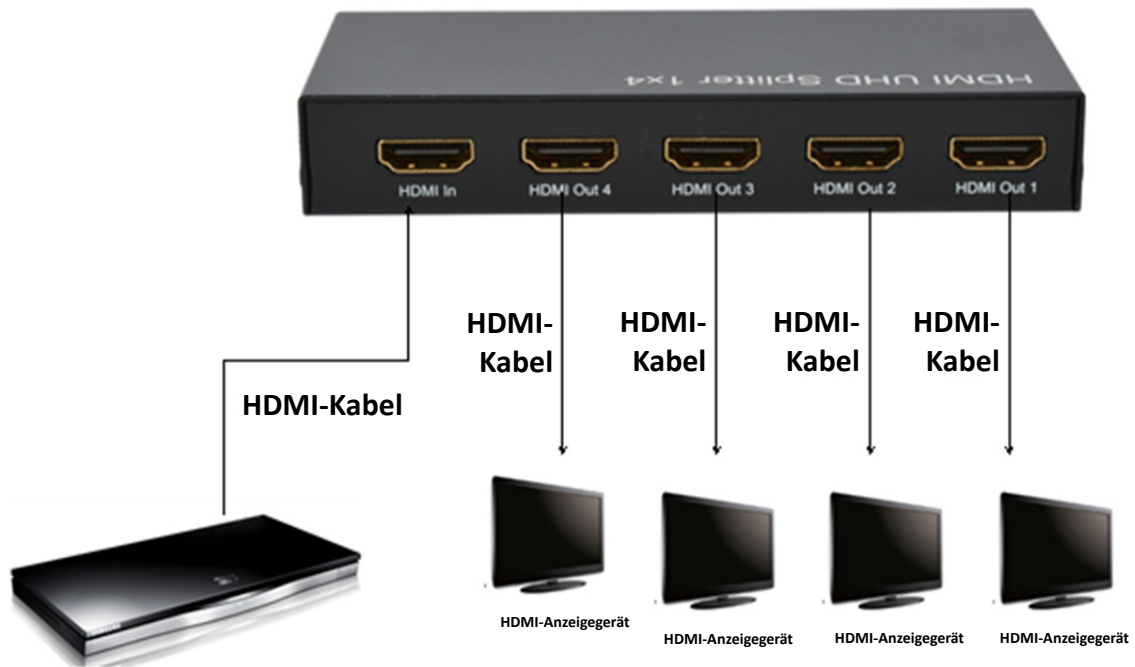 HDMI UHD Splitter 1x4
HDMI In
HDMI Out 4
HDMI Out 3
HDMI Out 2
HDMI Out 1
HDMI-
Kabel
HDMI-
Kabel
HDMI-
Kabel
HDMI-
Kabel
HDMI-Kabel
HDMI-Anzeigegerät
HDMI-Anzeigegerät
HDMI-Anzeigegerät
HDMI-Anzeigegerät